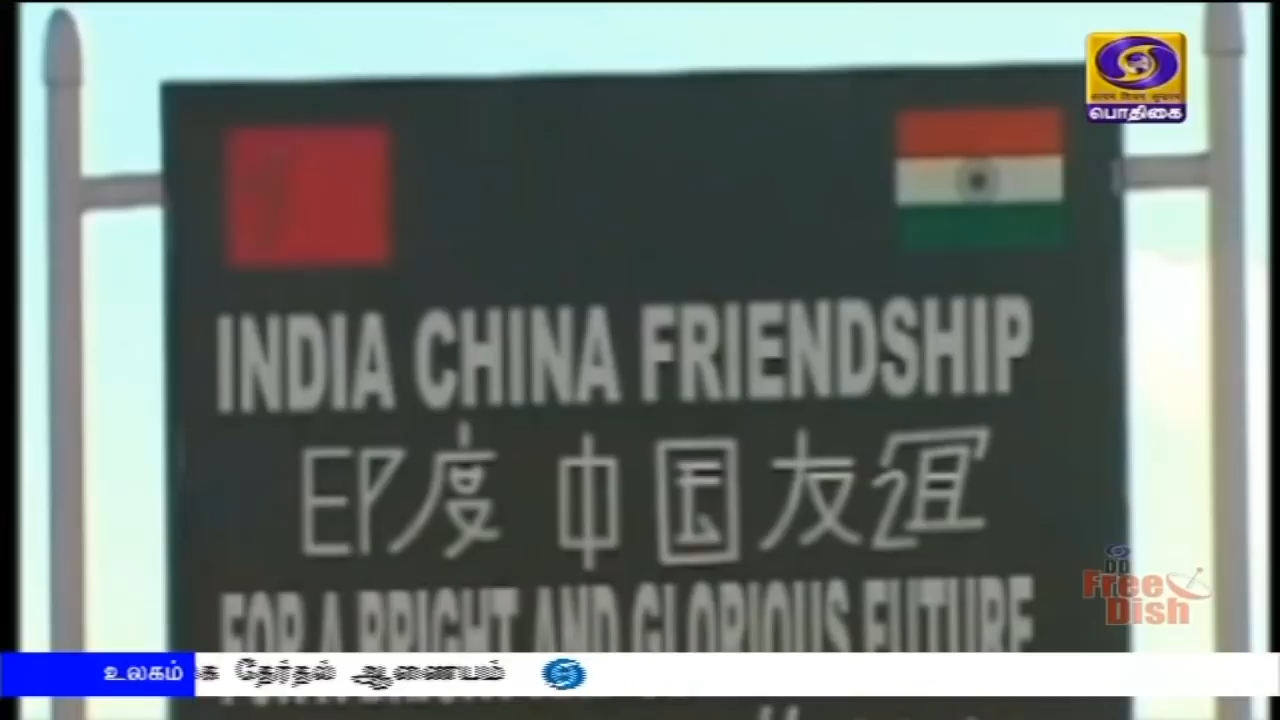 பொதிகை
INDIA CHINA FRIENDSHIP
印度 中国 友谊
FOR A BRIGHT AND GLORIOUS FUTURE
DD
Free
Dish
உலகம்
க தேர்தல் ஆணையம்